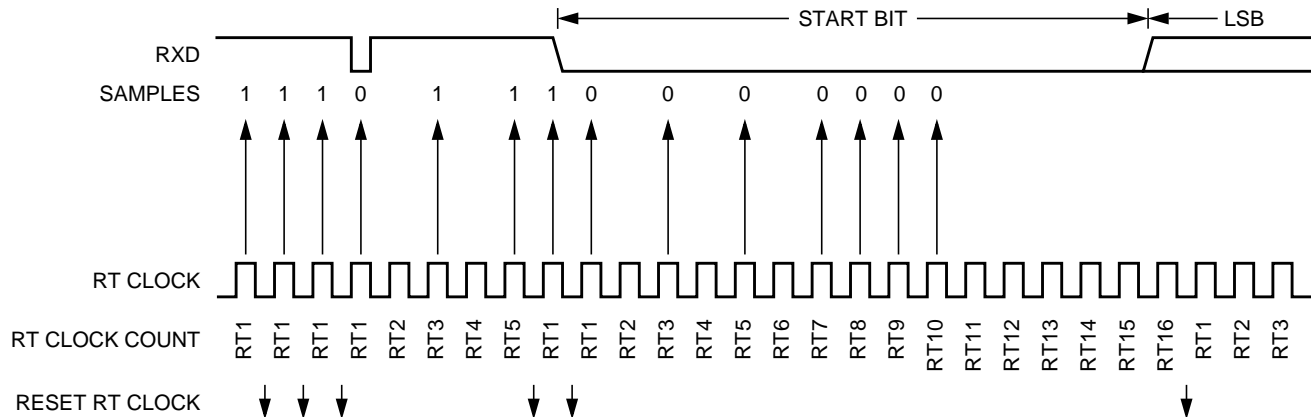 START BIT LSB
RXD
SAMPLES 1 1 1 0 1 1 1 0 0 0 0 0 0 0
RT CLOCK
RT CLOCK COUNT RT1 RT1 RT1 RT1 RT2 RT3 RT4 RT5 RT1 RT1 RT2 RT3 RT4 RT5 RT6 RT7 RT8 RT9 RT10 RT11 RT12 RT13 RT14 RT15 RT16 RT1 RT2 RT3
RESET RT CLOCK